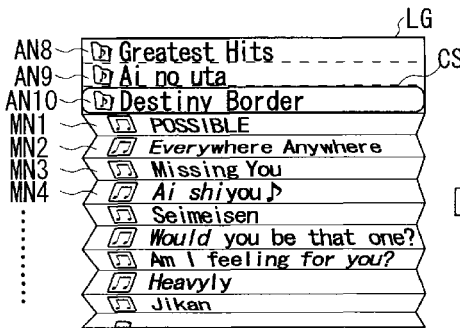 LG
AN8 Greatest Hits
CS
AN9 Ai no uta
AN10 Destiny Border
MN1 POSSIBLE
MN2 Everywhere Anywhere
MN3 Missing You
MN4 Ai shiyou♪
Seimeisen
Would you be that one?
Am I feeling for you?
Heavyly
Jikan